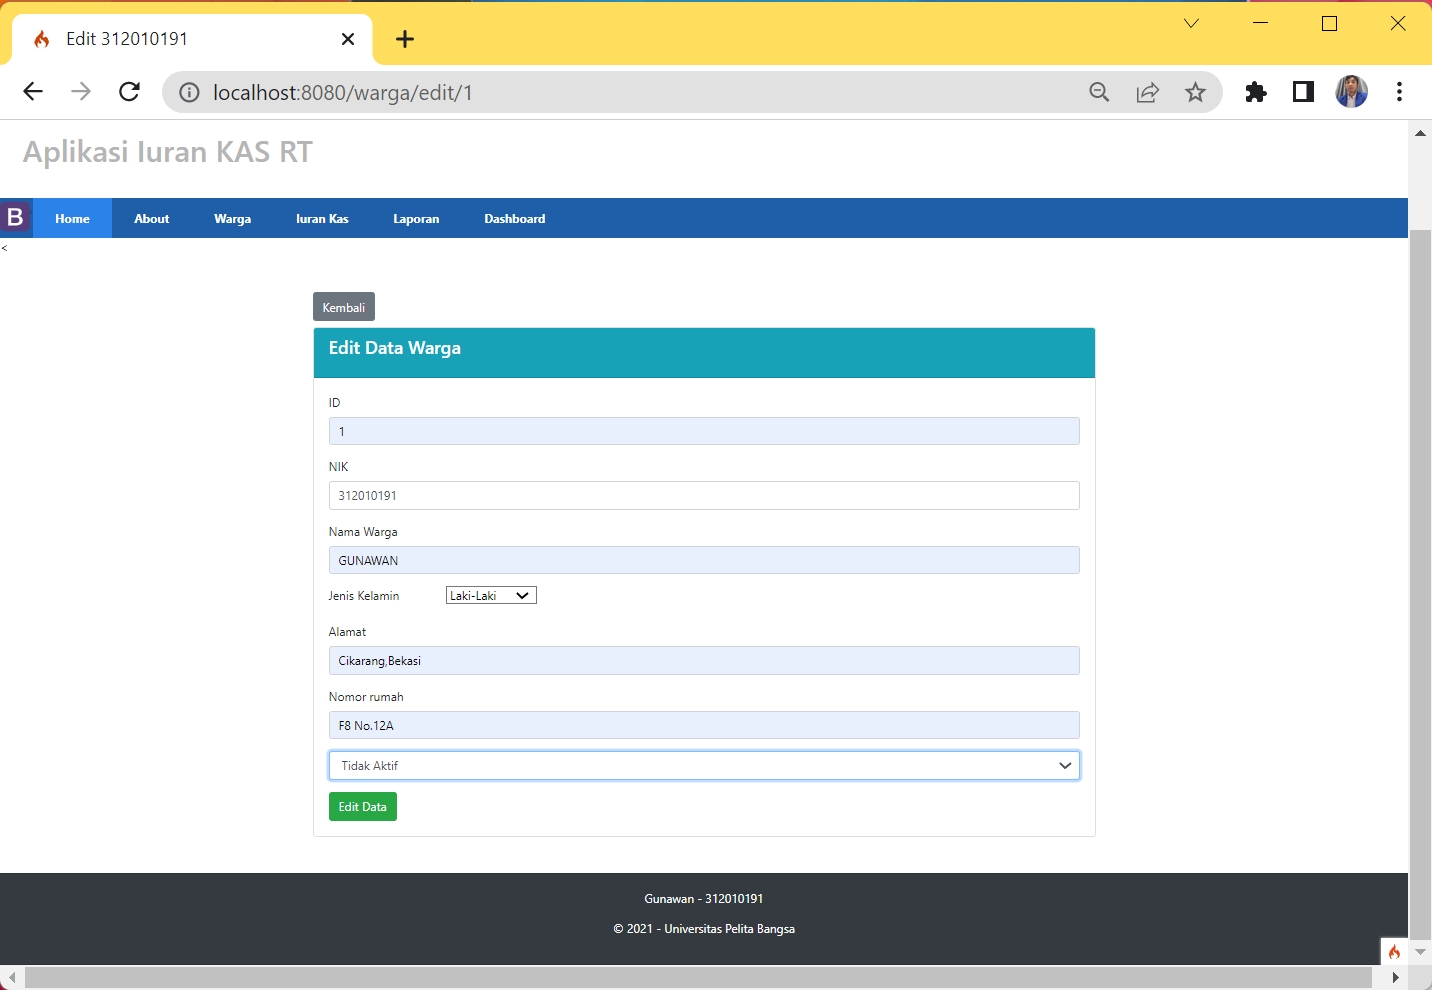 Edit 312010191
localhost:8080/warga/edit/1
Aplikasi Iuran KAS RT
B Home About Warga Iuran Kas Laporan Dashboard
<
Kembali
Edit Data Warga
ID
1
NIK
312010191
Nama Warga
GUNAWAN
Jenis Kelamin Laki-Laki
Alamat
Cikarang,Bekasi
Nomor rumah
F8 No.12A
Tidak Aktif
Edit Data
Gunawan - 312010191
© 2021 - Universitas Pelita Bangsa